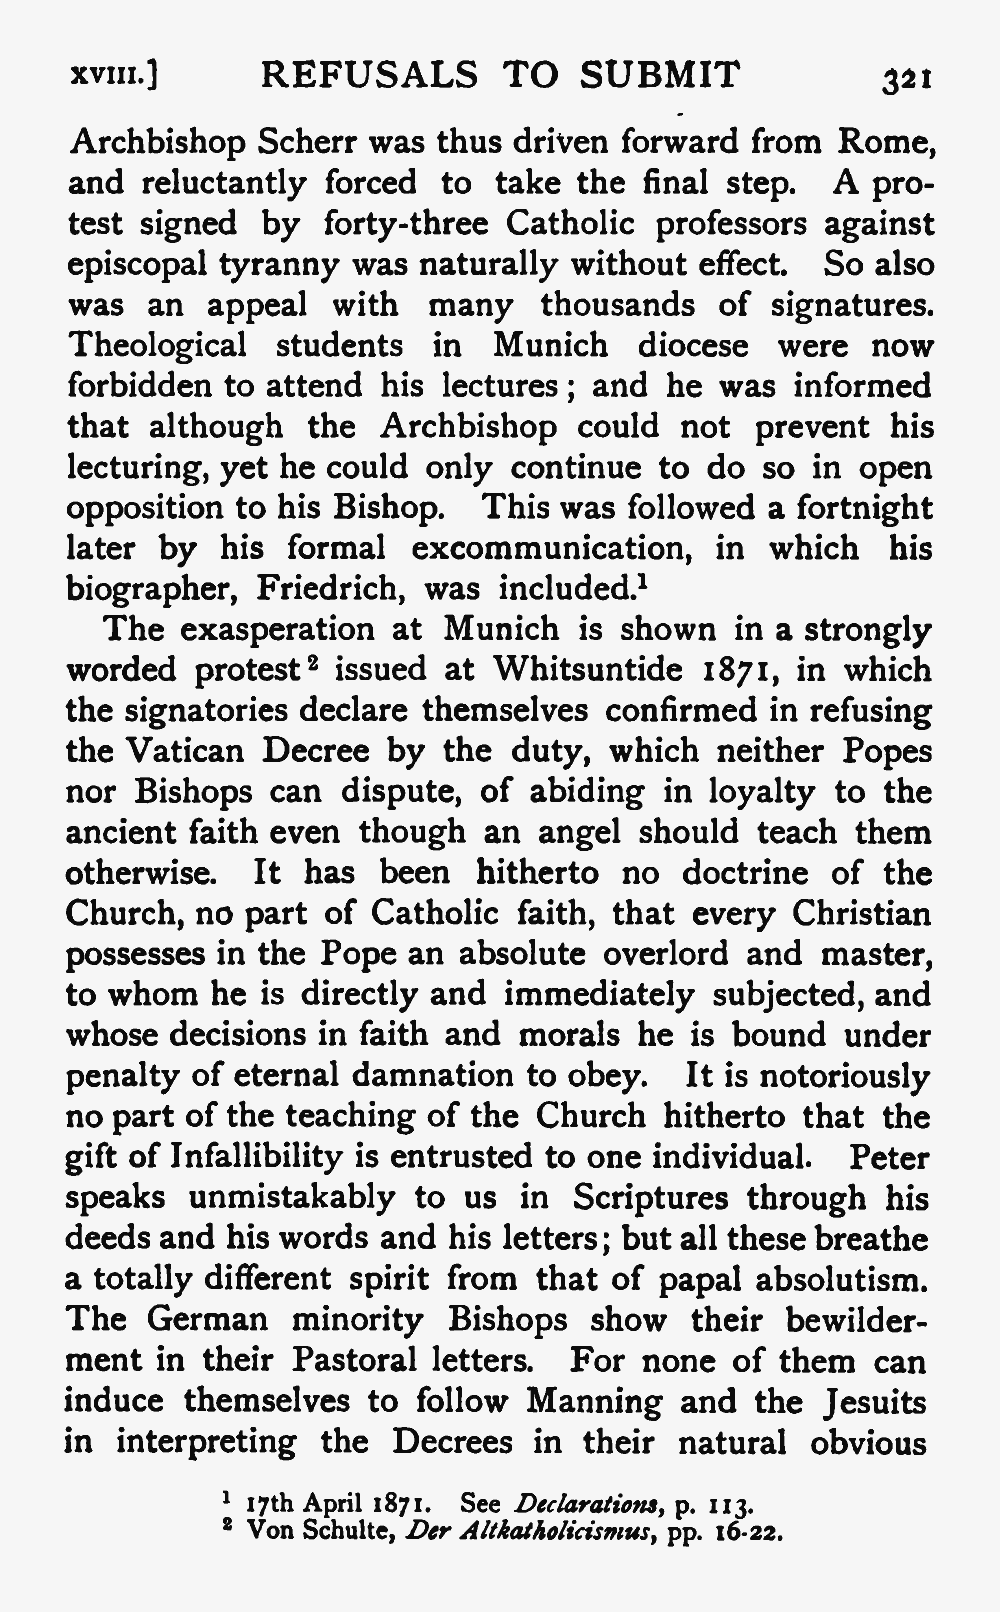 XVIII.] REFUSALS TO SUBMIT 321
Archbishop Scherr was thus driven forward from Rome,
and reluctantly forced to take the final step. A pro-
test signed by forty-three Catholic professors against
episcopal tyranny was naturally without effect. So also
was an appeal with many thousands of signatures.
Theological students in Munich diocese were now
forbidden to attend his lectures; and he was informed
that although the Archbishop could not prevent his
lecturing, yet he could only continue to do so in open
opposition to his Bishop. This was followed a fortnight
later by his formal excommunication, in which his
biographer, Friedrich, was included.¹
The exasperation at Munich is shown in a strongly
worded protest² issued at Whitsuntide 1871, in which
the signatories declare themselves confirmed in refusing
the Vatican Decree by the duty, which neither Popes
nor Bishops can dispute, of abiding in loyalty to the
ancient faith even though an angel should teach them
otherwise. It has been hitherto no doctrine of the
Church, no part of Catholic faith, that every Christian
possesses in the Pope an absolute overlord and master,
to whom he is directly and immediately subjected, and
whose decisions in faith and morals he is bound under
penalty of eternal damnation to obey. It is notoriously
no part of the teaching of the Church hitherto that the
gift of Infallibility is entrusted to one individual. Peter
speaks unmistakably to us in Scriptures through his
deeds and his words and his letters; but all these breathe
a totally different spirit from that of papal absolutism.
The German minority Bishops show their bewilder-
ment in their Pastoral letters. For none of them can
induce themselves to follow Manning and the Jesuits
in interpreting the Decrees in their natural obvious
¹ 17th April 1871. See Declarations, p. 113.
² Von Schulte, Der Altkatholicismus, pp. 16-22.